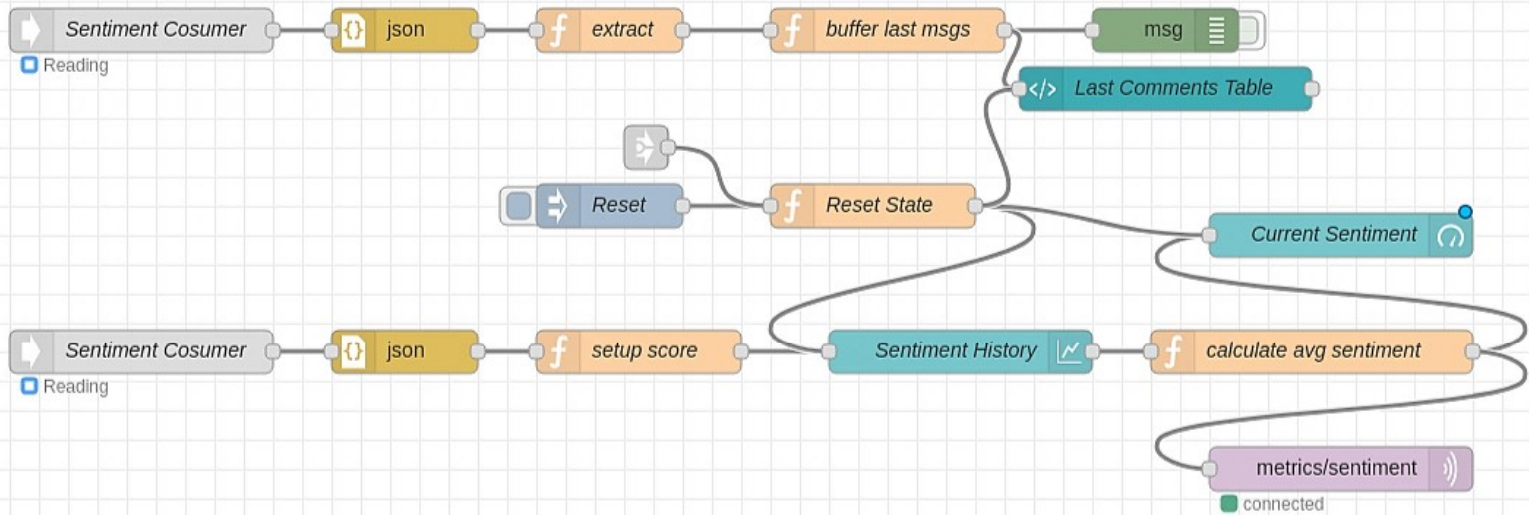 Sentiment Cosumer
json
extract
buffer last msgs
msg
Reading
Last Comments Table
Reset
Reset State
Current Sentiment
Sentiment Cosumer
json
setup score
Sentiment History
calculate avg sentiment
Reading
metrics/sentiment
connected